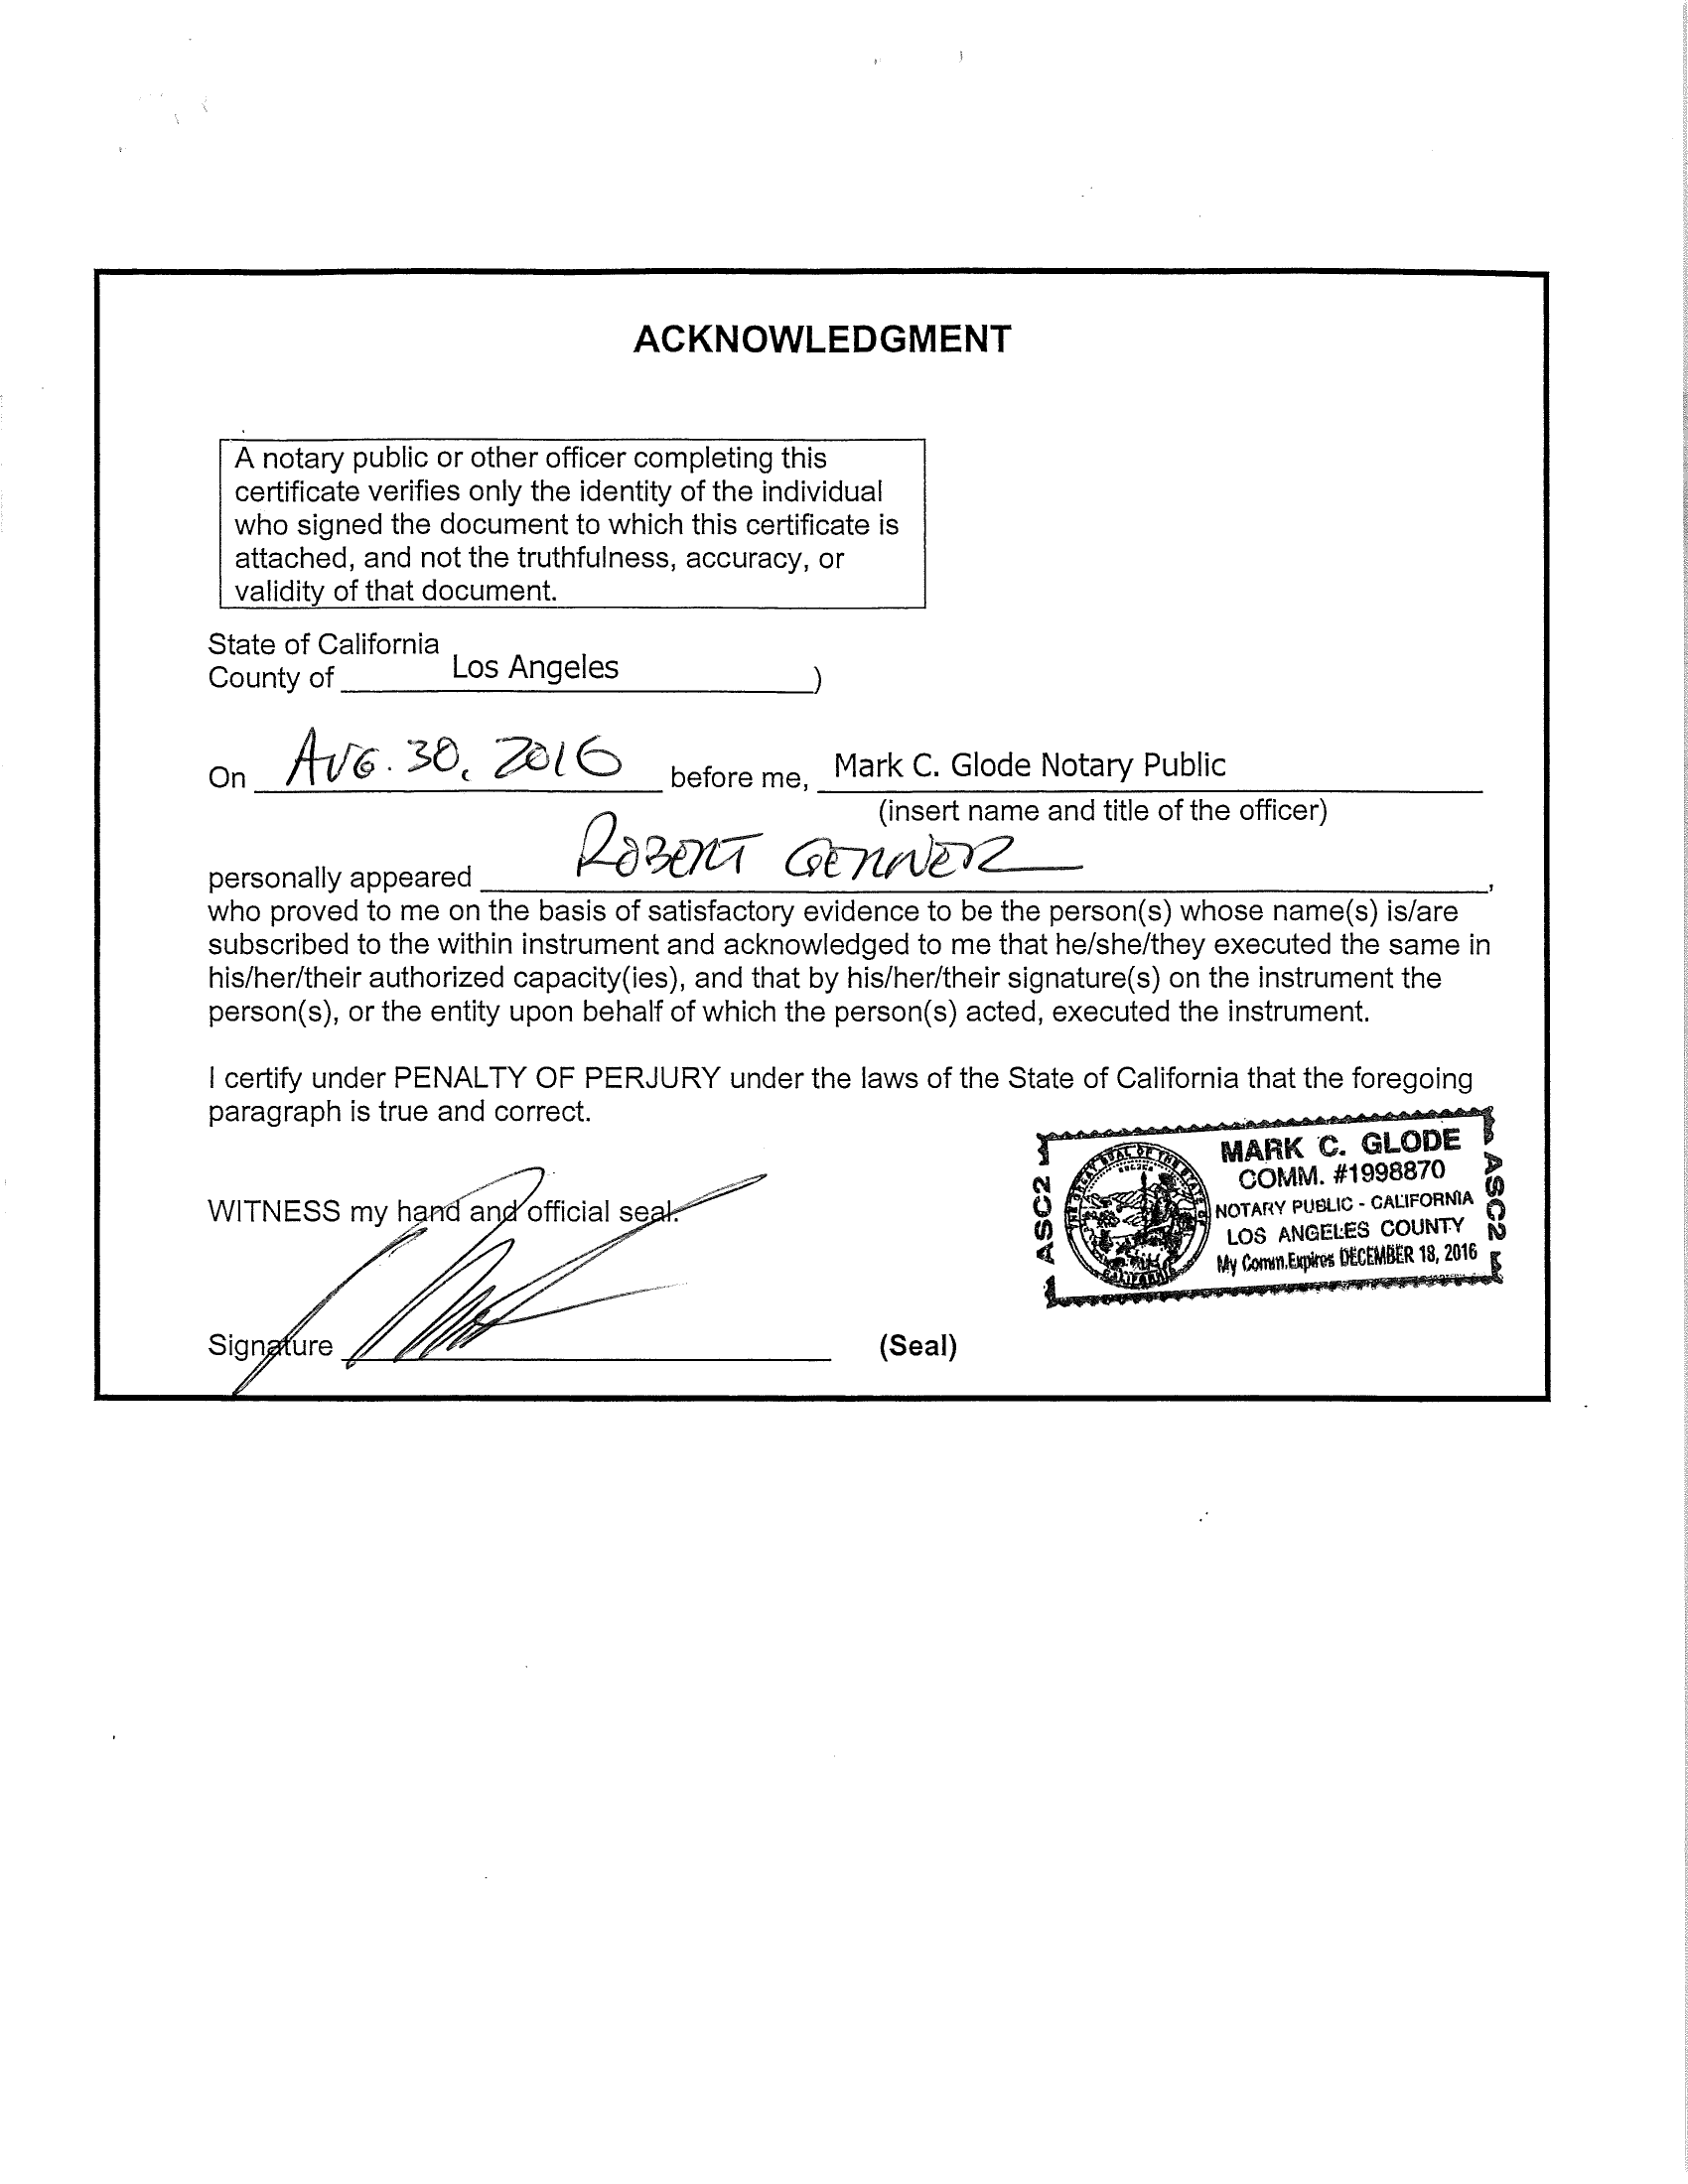 ACKNOWLEDGMENT
A notary public or other officer completing this
certificate verifies only the identity of the individual
who signed the document to which this certificate is
attached, and not the truthfulness, accuracy, or
validity of that document.
State of California
County of Los Angeles )
On AUG. 30, 2016 before me, Mark C. Glode Notary Public
(insert name and title of the officer)
personally appeared ROBERT GENNER ,
who proved to me on the basis of satisfactory evidence to be the person(s) whose name(s) is/are
subscribed to the within instrument and acknowledged to me that he/she/they executed the same in
his/her/their authorized capacity(ies), and that by his/her/their signature(s) on the instrument the
person(s), or the entity upon behalf of which the person(s) acted, executed the instrument.
I certify under PENALTY OF PERJURY under the laws of the State of California that the foregoing
paragraph is true and correct.
WITNESS my hand and official seal.
ASC2
THE GREAT SEAL OF THE STATE OF
CALIFORNIA
MARK C. GLODE
COMM. #1998870
NOTARY PUBLIC - CALIFORNIA
LOS ANGELES COUNTY
My Comm.Expires DECEMBER 18, 2016
ASC2
Signature
(Seal)